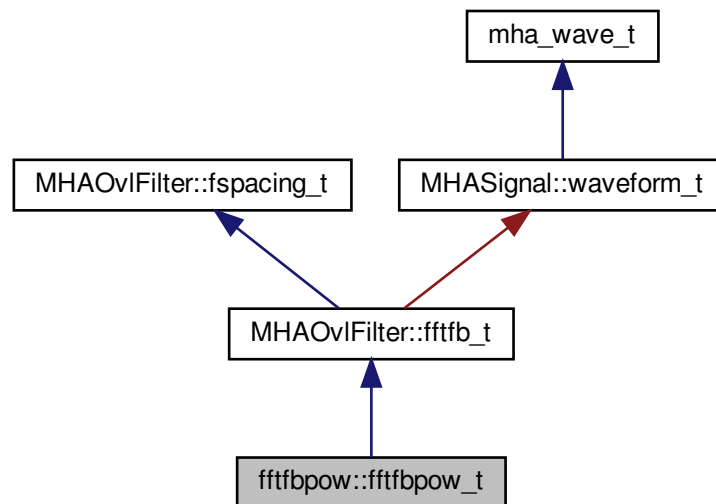 mha_wave_t
MHAOvlFilter::fspacing_t
MHASignal::waveform_t
MHAOvlFilter::fftfb_t
fftfbpow::fftfbpow_t